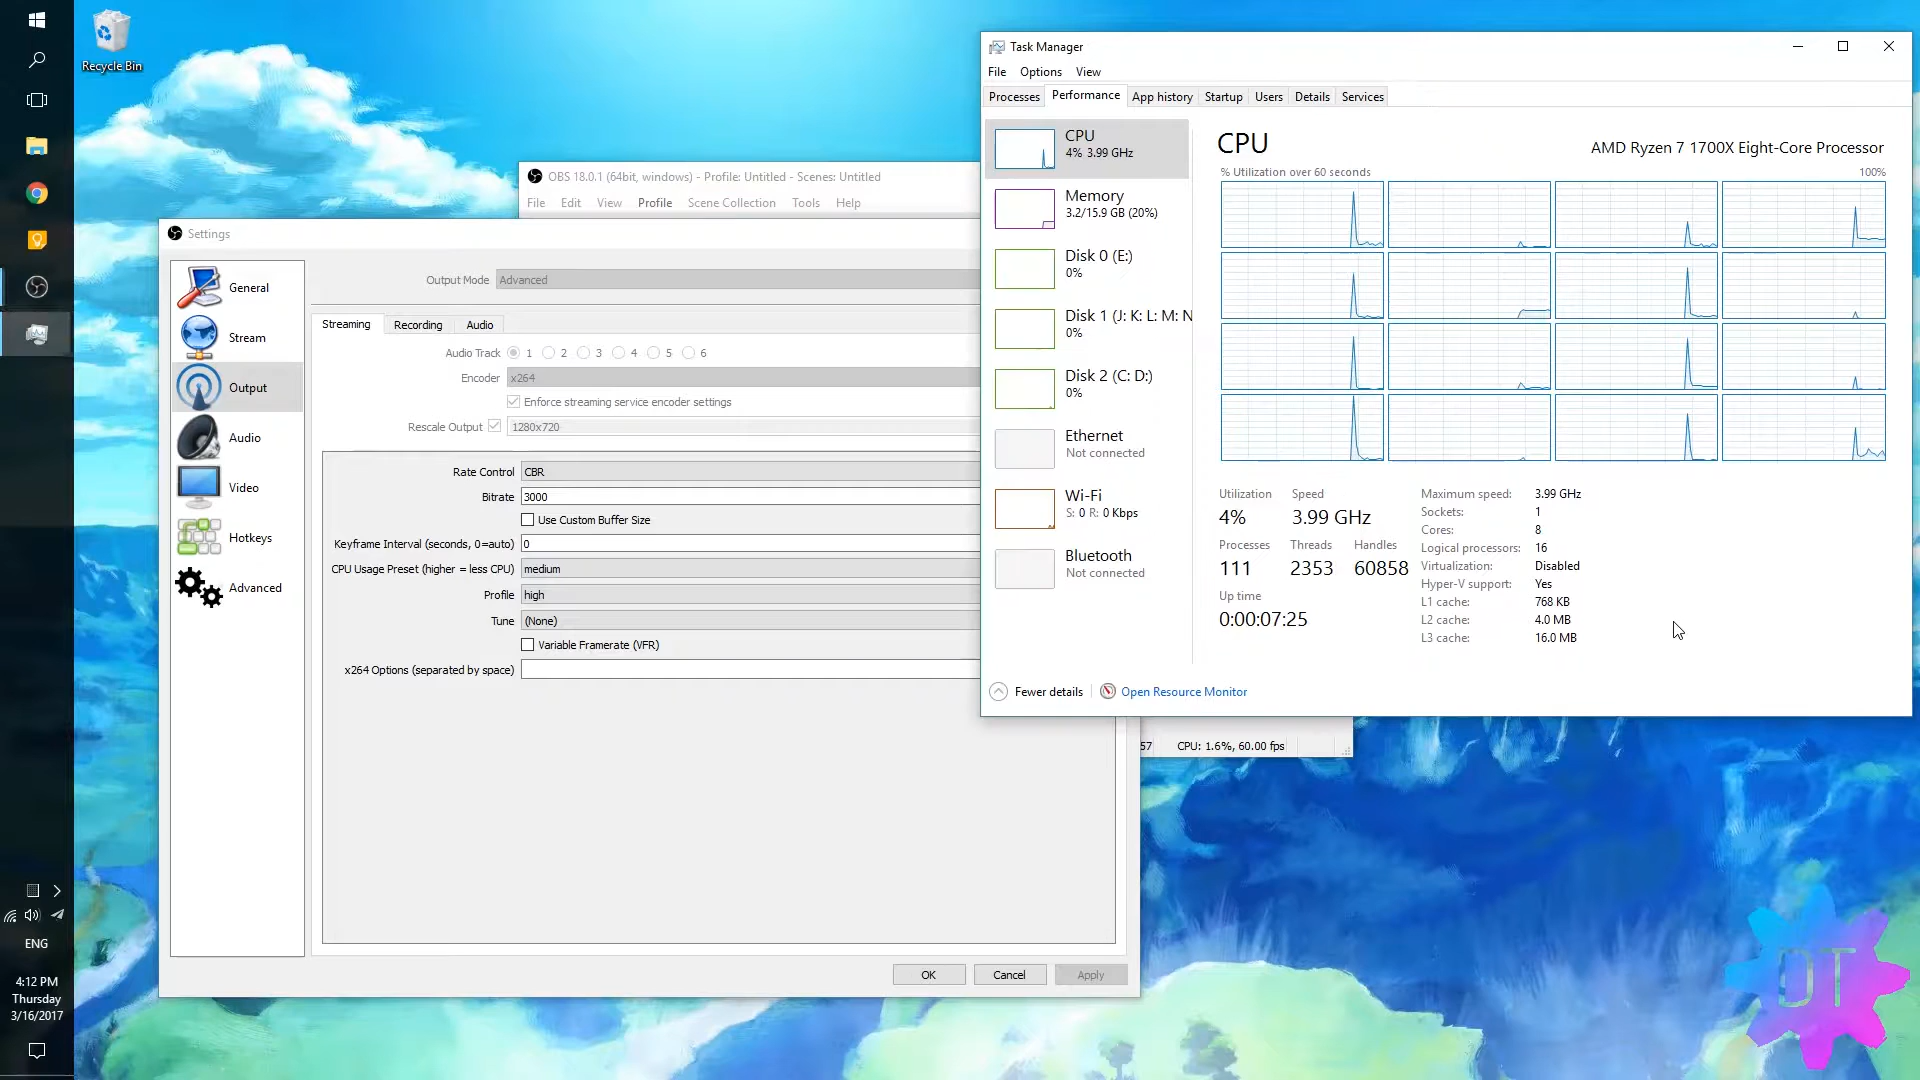 Recycle Bin
ENG
4:12 PM
Thursday
3/16/2017
OBS 18.0.1 (64bit, windows) - Profile: Untitled - Scenes: Untitled
File Edit View Profile Scene Collection Tools Help
57 CPU: 1.6%, 60.00 fps
Settings
General
Stream
Output
Audio
Video
Hotkeys
Advanced
Output Mode Advanced
Streaming Recording Audio
Audio Track 1 2 3 4 5 6
Encoder x264
Enforce streaming service encoder settings
Rescale Output 1280x720
Rate Control CBR
Bitrate 3000
Use Custom Buffer Size
Keyframe Interval (seconds, 0=auto) 0
CPU Usage Preset (higher = less CPU) medium
Profile high
Tune (None)
Variable Framerate (VFR)
x264 Options (separated by space)
OK Cancel Apply
Task Manager
File Options View
Processes Performance App history Startup Users Details Services
CPU
4% 3.99 GHz
Memory
3.2/15.9 GB (20%)
Disk 0 (E:)
0%
Disk 1 (J: K: L: M: N
0%
Disk 2 (C: D:)
0%
Ethernet
Not connected
Wi-Fi
S: 0 R: 0 Kbps
Bluetooth
Not connected
CPU AMD Ryzen 7 1700X Eight-Core Processor
% Utilization over 60 seconds 100%
Utilization Speed
4% 3.99 GHz
Processes Threads Handles
111 2353 60858
Up time
0:00:07:25
Maximum speed: 3.99 GHz
Sockets: 1
Cores: 8
Logical processors: 16
Virtualization: Disabled
Hyper-V support: Yes
L1 cache: 768 KB
L2 cache: 4.0 MB
L3 cache: 16.0 MB
Fewer details Open Resource Monitor
DT